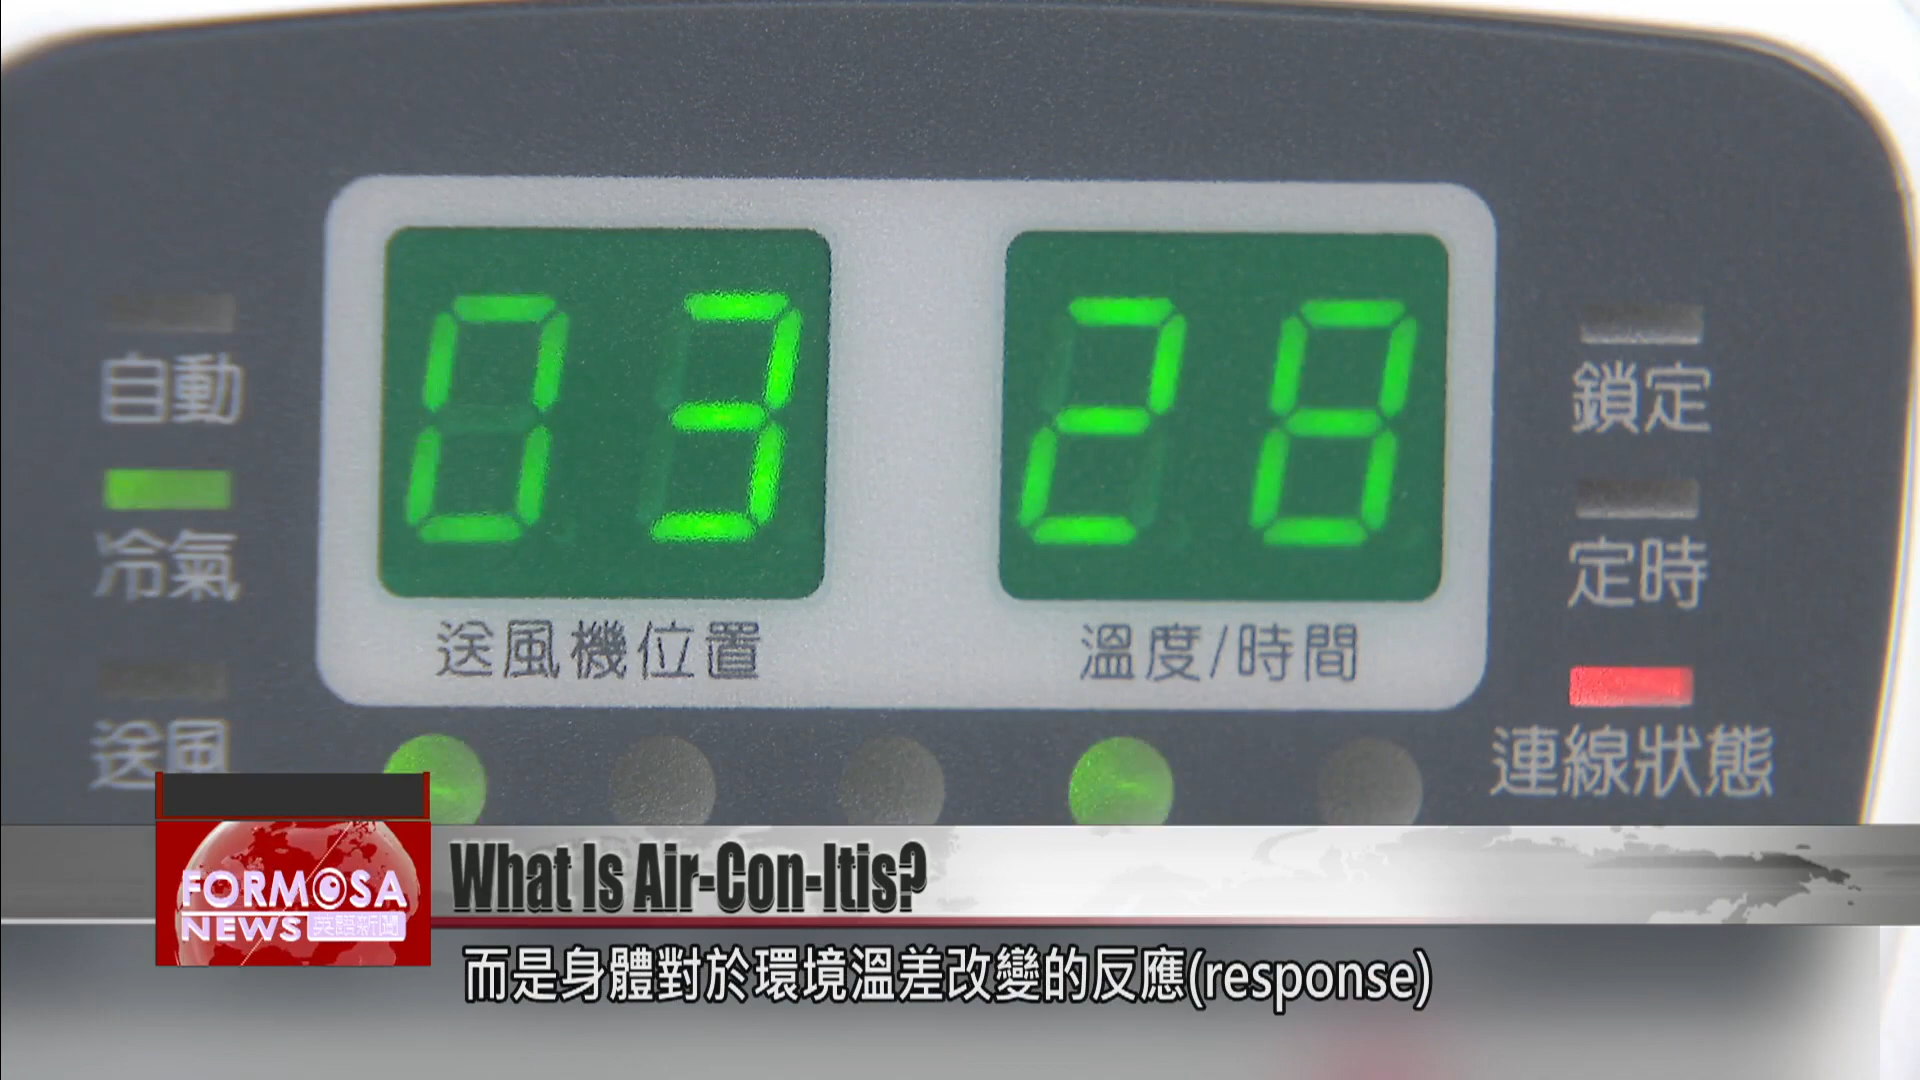 03
28
自動
冷氣
送風
送風機位置
溫度/時間
鎖定
定時
連線狀態
FORMOSA
NEWS 英語新聞
What Is Air-Con-Itis?
而是身體對於環境溫差改變的反應(response)